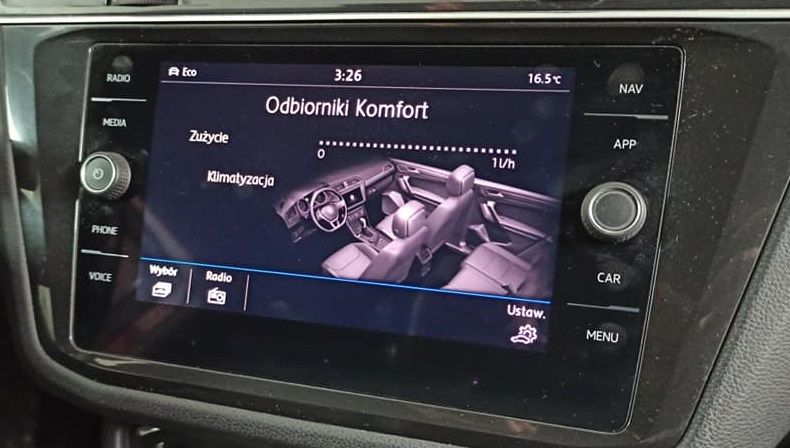 RADIO
MEDIA
PHONE
VOICE
Eco 3:26 16.5°C
Odbiorniki Komfort
Zużycie
0 1l/h
Klimatyzacja
Wybór Radio
Ustaw.
NAV
APP
CAR
MENU